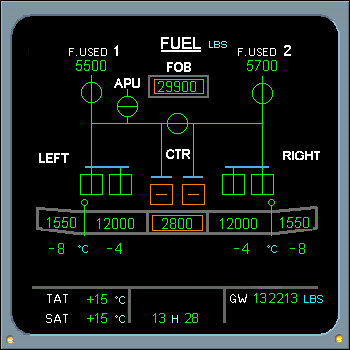 F.USED 1 FUEL LBS F.USED 2
5500 FOB 5700
APU 29900
LEFT CTR RIGHT
1550 12000 2800 12000 1550
-8 °C -4 -4 °C -8
TAT +15 °C GW 132213 LBS
SAT +15 °C 13 H 28